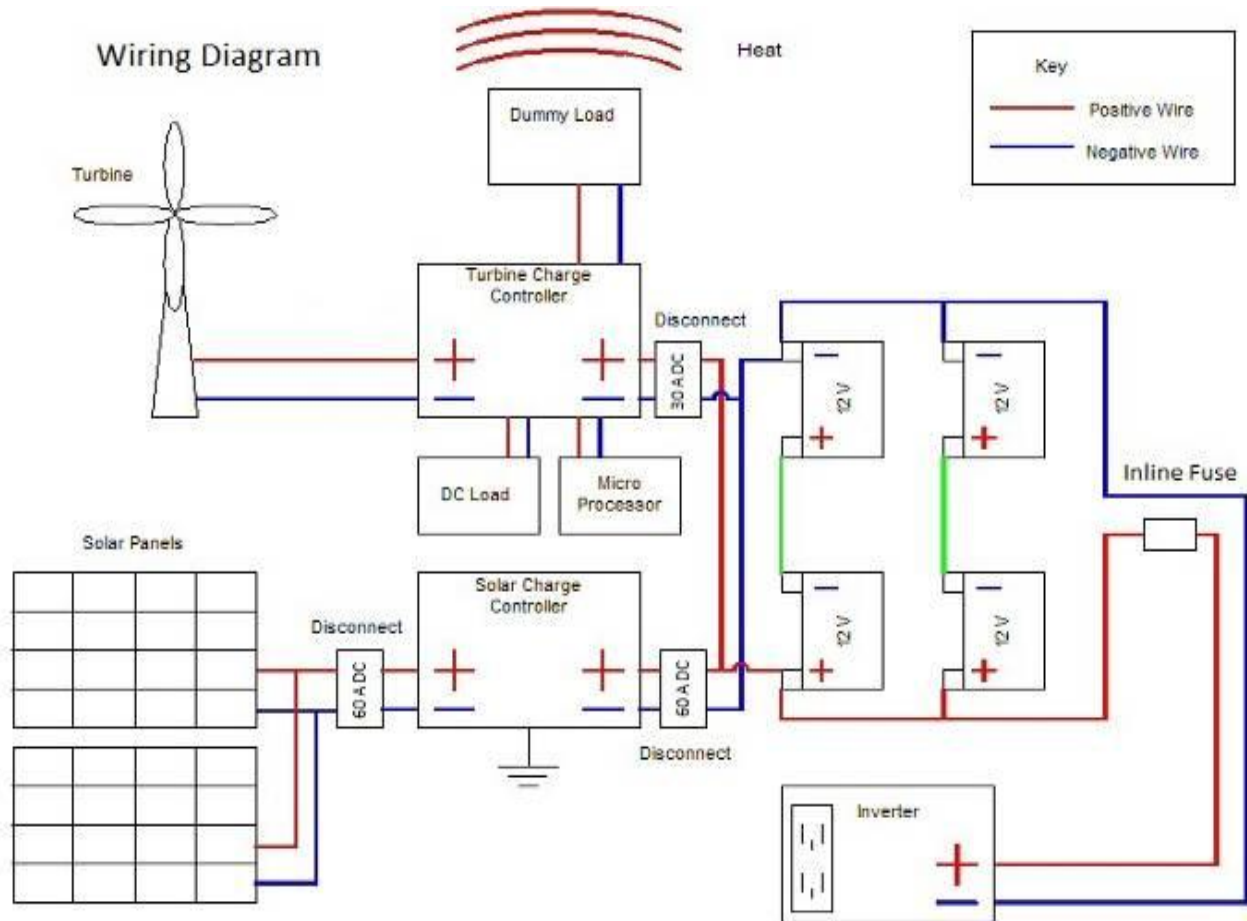 Wiring Diagram
Heat
Key
Positive Wire
Negative Wire
Dummy Load
Turbine
Turbine Charge
Controller
Disconnect
+
+
30 A DC
12 V
+
12 V
+
DC Load
Micro
Processor
Inline Fuse
Solar Panels
Solar Charge
Controller
Disconnect
+
+
60 A DC
60 A DC
12 V
+
12 V
+
Disconnect
Inverter
+